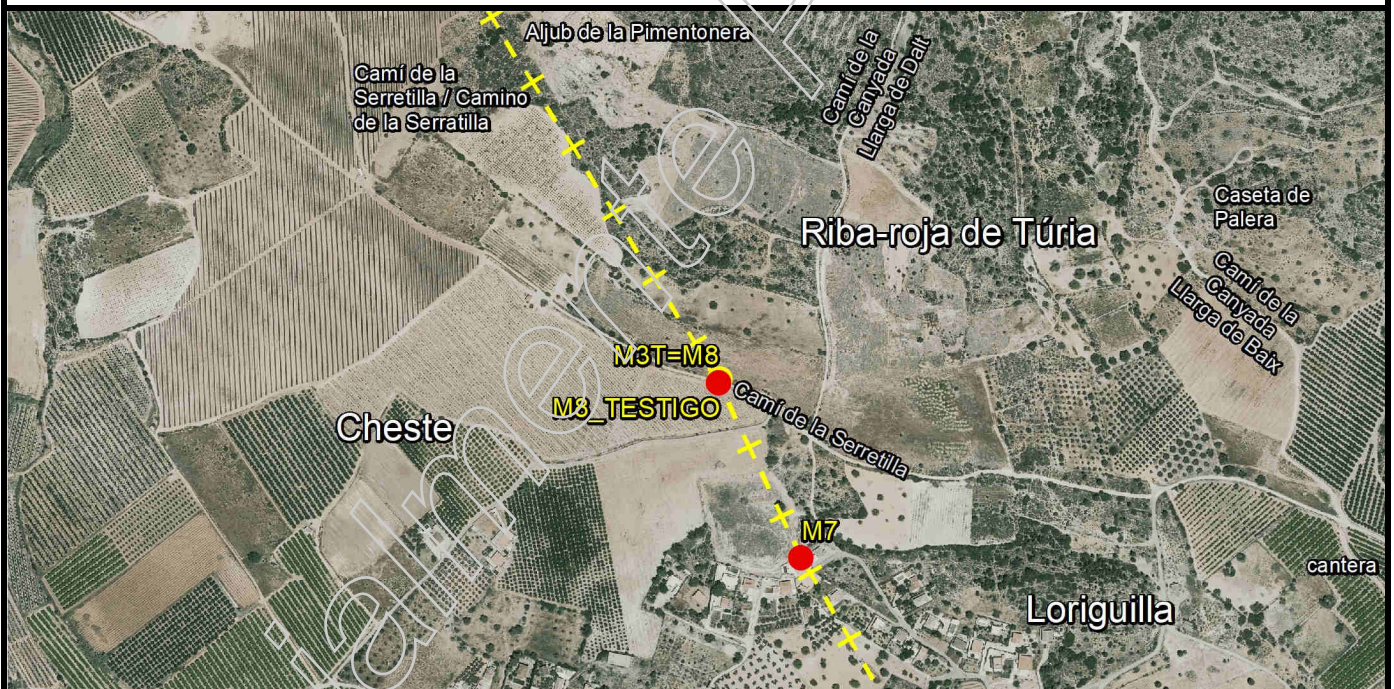 Aljub de la Pimentonera
Camí de la
Serretilla / Camino
de la Serratilla
Camí de la
Canyada
Llarga de Dalt
Caseta de
Palera
Riba-roja de Túria
Camí de la
Canyada
Llarga de Baix
M3T=M8
M8_TESTIGO
Camí de la Serretilla
Cheste
M7
cantera
Loriguilla